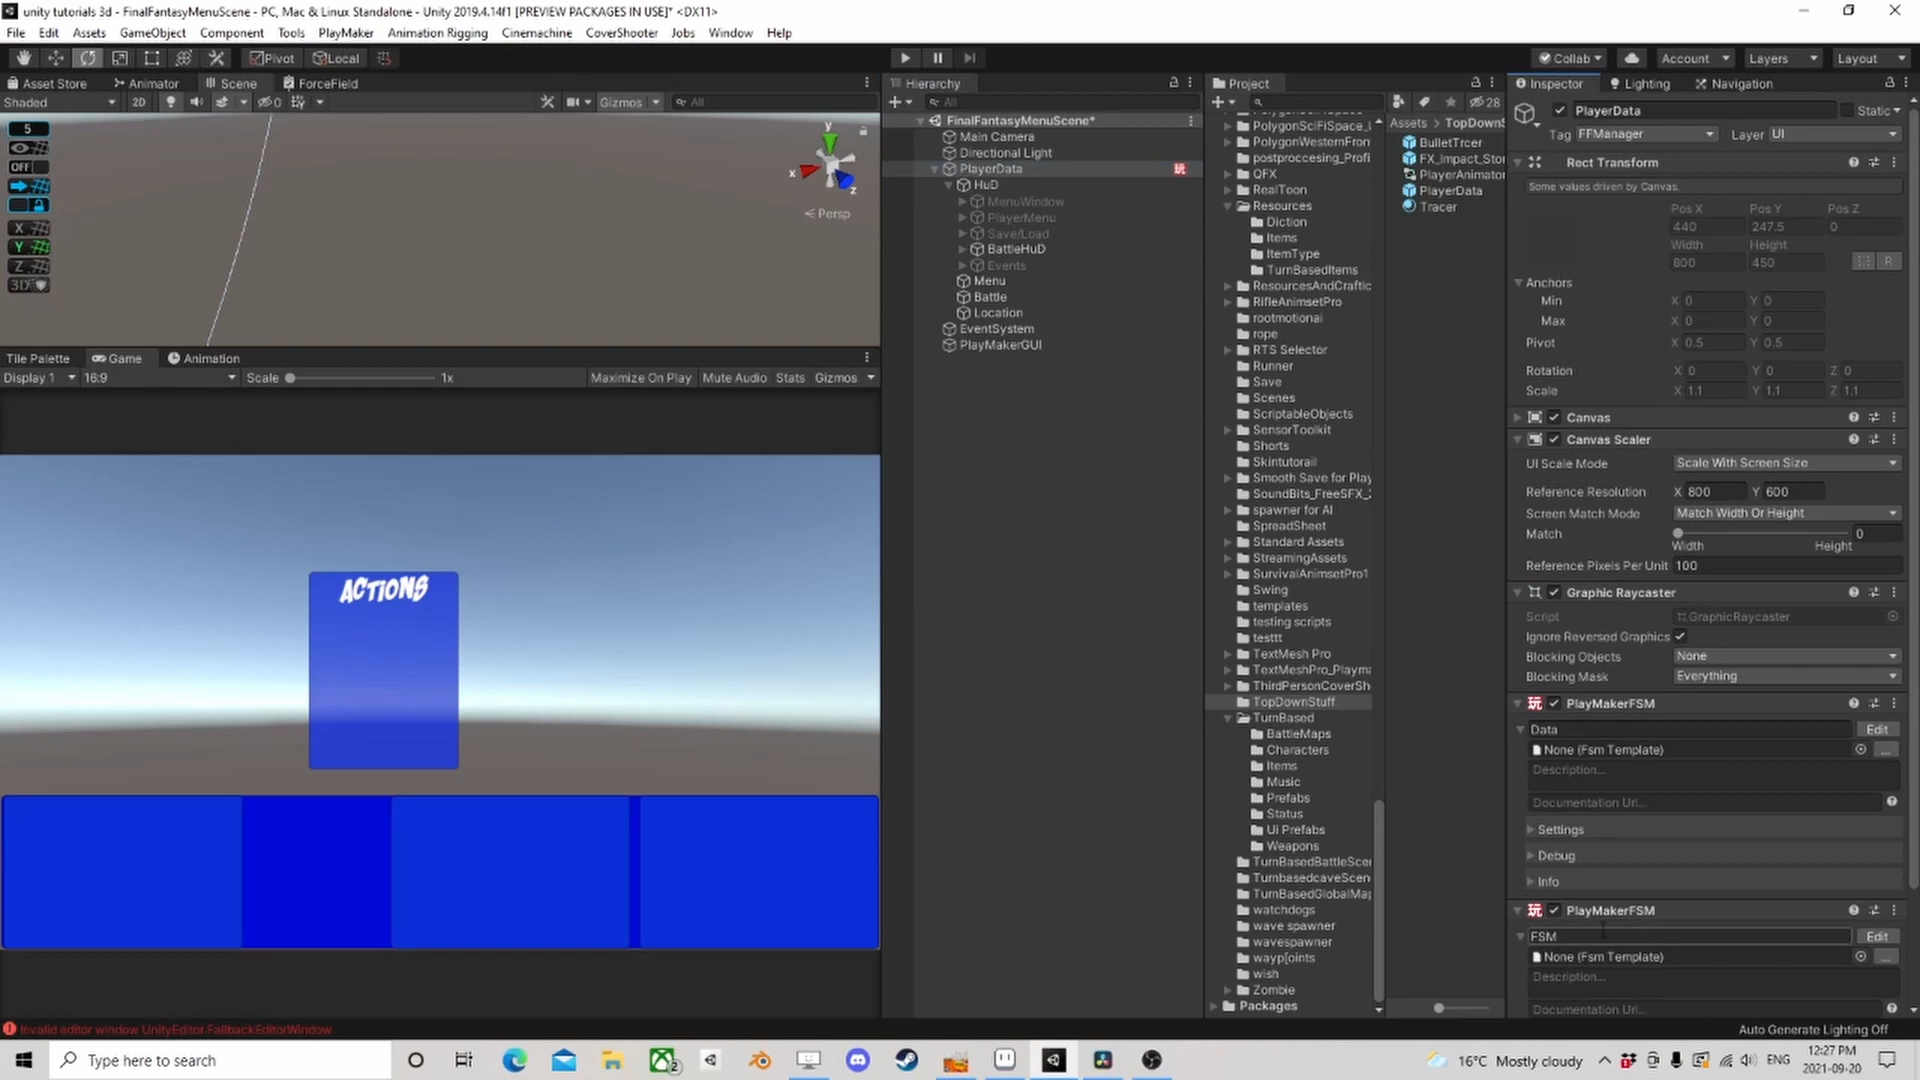 unity tutorials 3d - FinalFantasyMenuScene - PC, Mac & Linux Standalone - Unity 2019.4.14f1 [PREVIEW PACKAGES IN USE]* <DX11>
File Edit Assets GameObject Component Tools PlayMaker Animation Rigging Cinemachine CoverShooter Jobs Window Help
Pivot Local
Collab Account Layers Layout
Asset Store Animator Scene ForceField
Shaded 2D 0 Gizmos All
5
OFF
X
Y
Z
3D
y
x
z
Persp
Tile Palette Game Animation
Display 1 16:9 Scale 1x Maximize On Play Mute Audio Stats Gizmos
ACTIONS
Hierarchy
All
FinalFantasyMenuScene*
Main Camera
Directional Light
PlayerData
HuD
MenuWindow
PlayerMenu
Save/Load
BattleHuD
Events
Menu
Battle
Location
EventSystem
PlayMakerGUI
Project
28
PolygonSciFiSpace_
PolygonWesternFron
postproccesing_Profi
QFX
RealToon
Resources
Diction
Items
ItemType
TurnBasedItems
ResourcesAndCraftic
RifleAnimsetPro
rootmotionai
rope
RTS Selector
Runner
Save
Scenes
ScriptableObjects
SensorToolkit
Shorts
Skintutorail
Smooth Save for Play
SoundBits_FreeSFX_
spawner for AI
SpreadSheet
Standard Assets
StreamingAssets
SurvivalAnimsetPro1
Swing
templates
testing scripts
testtt
TextMesh Pro
TextMeshPro_Playma
ThirdPersonCoverSh
TopDownStuff
TurnBased
BattleMaps
Characters
Items
Music
Prefabs
Status
Ui Prefabs
Weapons
TurnBasedBattleScen
TurnbasedcaveScen
TurnBasedGlobalMap
watchdogs
wave spawner
wavespawner
wayp[oints
wish
Zombie
Packages
Assets > TopDownS
BulletTrcer
FX_Impact_Sto
PlayerAnimator
PlayerData
Tracer
Inspector Lighting Navigation
PlayerData Static
Tag FFManager Layer UI
Rect Transform
Some values driven by Canvas.
Pos X Pos Y Pos Z
440 247.5 0
Width Height
800 450 R
Anchors
Min X 0 Y 0
Max X 0 Y 0
Pivot X 0.5 Y 0.5
Rotation X 0 Y 0 Z 0
Scale X 1.1 Y 1.1 Z 1.1
Canvas
Canvas Scaler
UI Scale Mode Scale With Screen Size
Reference Resolution X 800 Y 600
Screen Match Mode Match Width Or Height
Match 0
Width Height
Reference Pixels Per Unit 100
Graphic Raycaster
Script GraphicRaycaster
Ignore Reversed Graphics
Blocking Objects None
Blocking Mask Everything
PlayMakerFSM
Data Edit
None (Fsm Template) ...
Description...
Documentation Url...
Settings
Debug
Info
PlayMakerFSM
FSM Edit
None (Fsm Template) ...
Description...
Documentation Url...
Invalid editor window UnityEditor.FallbackEditorWindow
Auto Generate Lighting Off
Type here to search
2
16°C Mostly cloudy
ENG
12:27 PM
2021-09-20